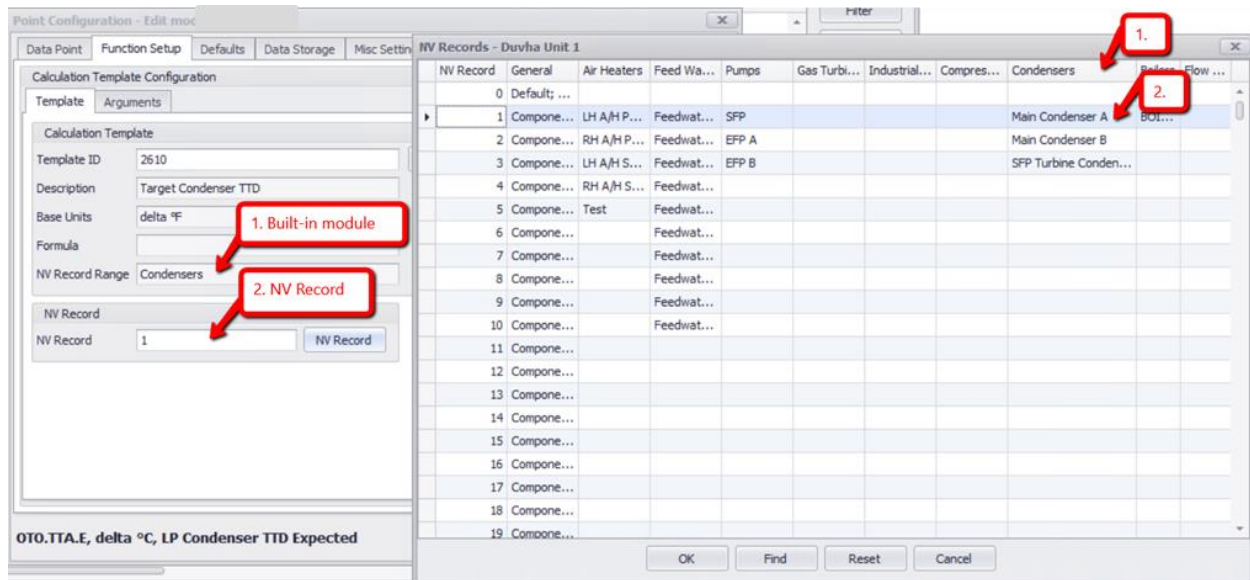 Point Configuration - Edit mod
Data Point Function Setup Defaults Data Storage Misc Settin
Calculation Template Configuration
Template Arguments
Calculation Template
Template ID 2610
Description Target Condenser TTD
Base Units delta °F
Formula
NV Record Range Condensers
NV Record
NV Record 1 NV Record
1. Built-in module
2. NV Record
OTO.TTA.E, delta °C, LP Condenser TTD Expected
Filter
NV Records - Duvha Unit 1
1.
2.
NV Record General Air Heaters Feed Wa... Pumps Gas Turbi... Industrial... Compres... Condensers Boilers Flow ...
0 Default; ...
1 Compone... LH A/H P... Feedwat... SFP Main Condenser A BOI...
2 Compone... RH A/H P... Feedwat... EFP A Main Condenser B
3 Compone... LH A/H S... Feedwat... EFP B SFP Turbine Conden...
4 Compone... RH A/H S... Feedwat...
5 Compone... Test Feedwat...
6 Compone... Feedwat...
7 Compone... Feedwat...
8 Compone... Feedwat...
9 Compone... Feedwat...
10 Compone... Feedwat...
11 Compone...
12 Compone...
13 Compone...
14 Compone...
15 Compone...
16 Compone...
17 Compone...
18 Compone...
19 Compone...
OK Find Reset Cancel